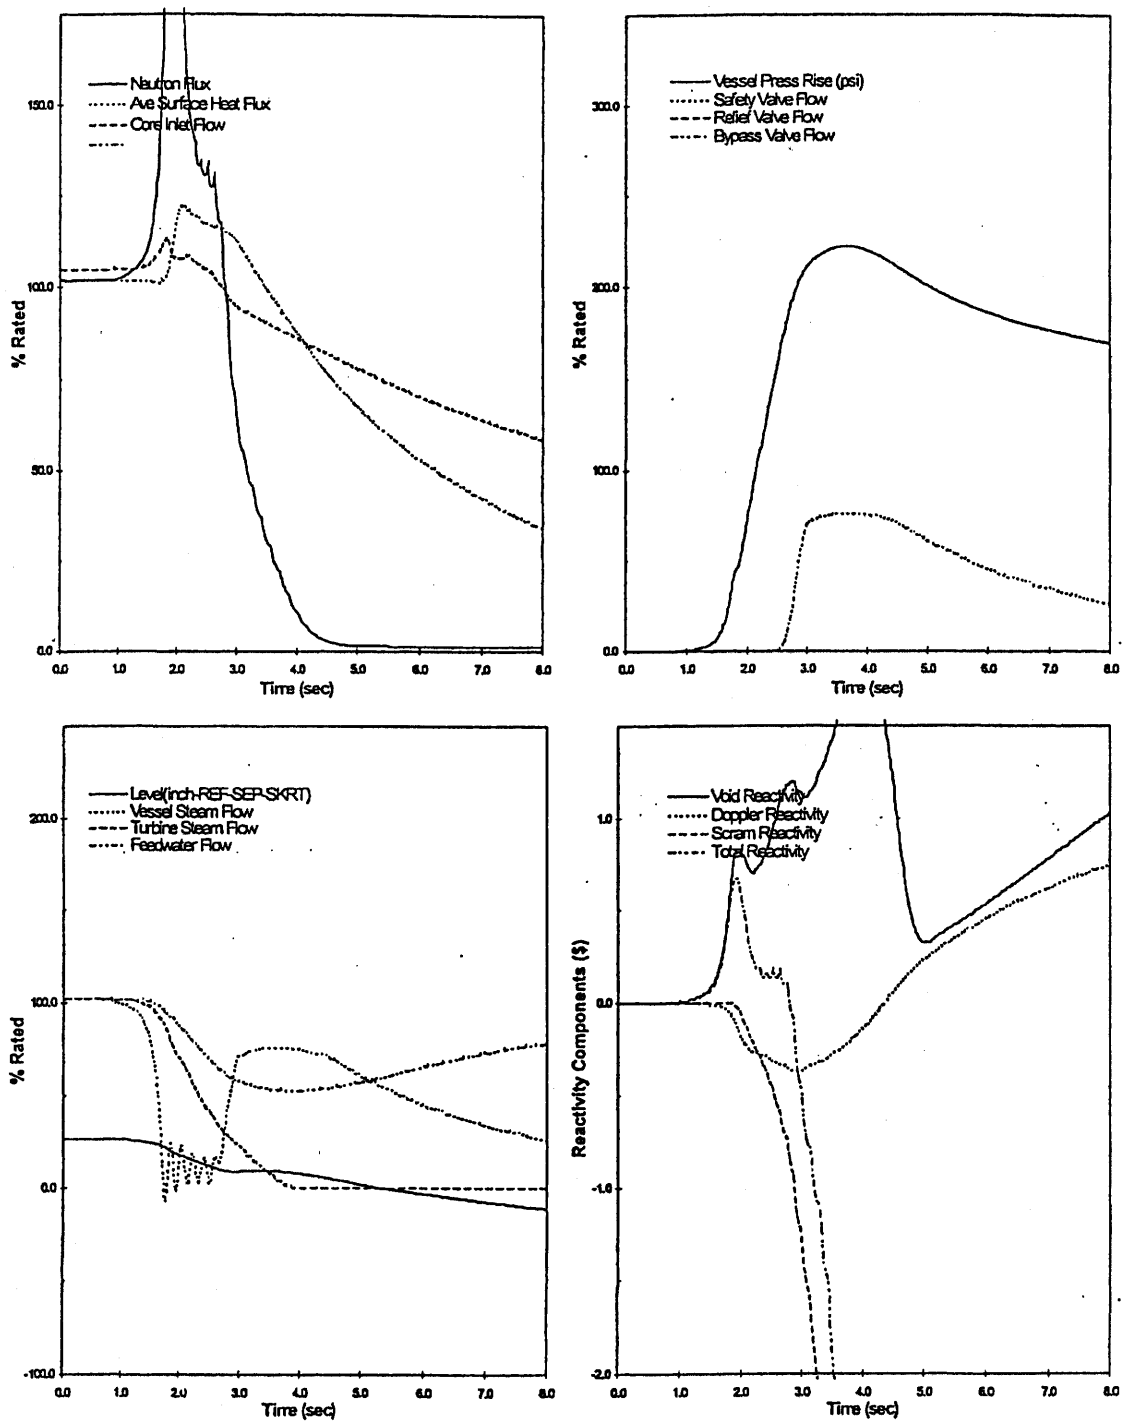 Neutron Flux
Ave Surface Heat Flux
Core Inlet Flow
150.0
100.0
50.0
0.0
% Rated
0.0 1.0 2.0 3.0 4.0 5.0 6.0 7.0 8.0
Time (sec)
Vessel Press Rise (psi)
Safety Valve Flow
Relief Valve Flow
Bypass Valve Flow
300.0
200.0
100.0
0.0
% Rated
0.0 1.0 2.0 3.0 4.0 5.0 6.0 7.0 8.0
Time (sec)
Level(inch-REF-SEP-SKRT)
Vessel Steam Flow
Turbine Steam Flow
Feedwater Flow
200.0
100.0
0.0
-100.0
% Rated
0.0 1.0 2.0 3.0 4.0 5.0 6.0 7.0 8.0
Time (sec)
Void Reactivity
Doppler Reactivity
Scram Reactivity
Total Reactivity
1.0
0.0
-1.0
-2.0
Reactivity Components ($)
0.0 1.0 2.0 3.0 4.0 5.0 6.0 7.0 8.0
Time (sec)